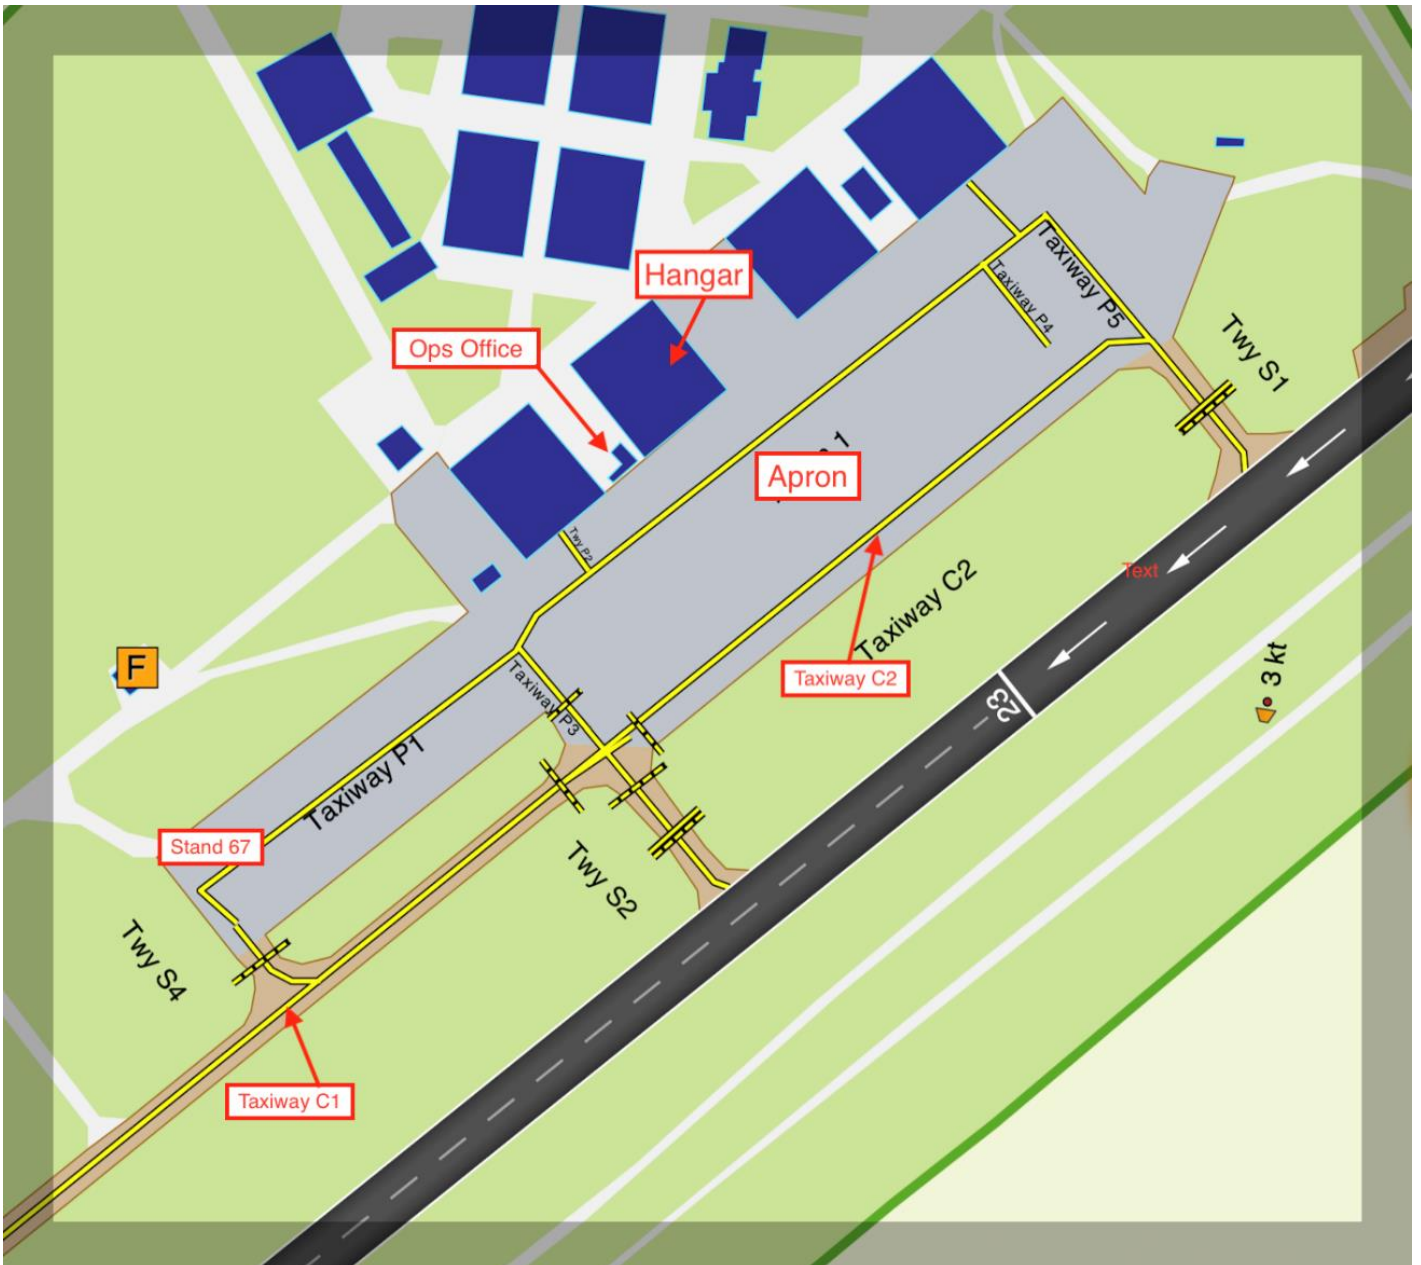 Hangar
Ops Office
Taxiway P5
Taxiway P4
Twy S1
1
Apron
Twy P2
Text
Taxiway C2
Taxiway C2
F
3 kt
23
Taxiway P3
Taxiway P1
Stand 67
Twy S2
Twy S4
Taxiway C1